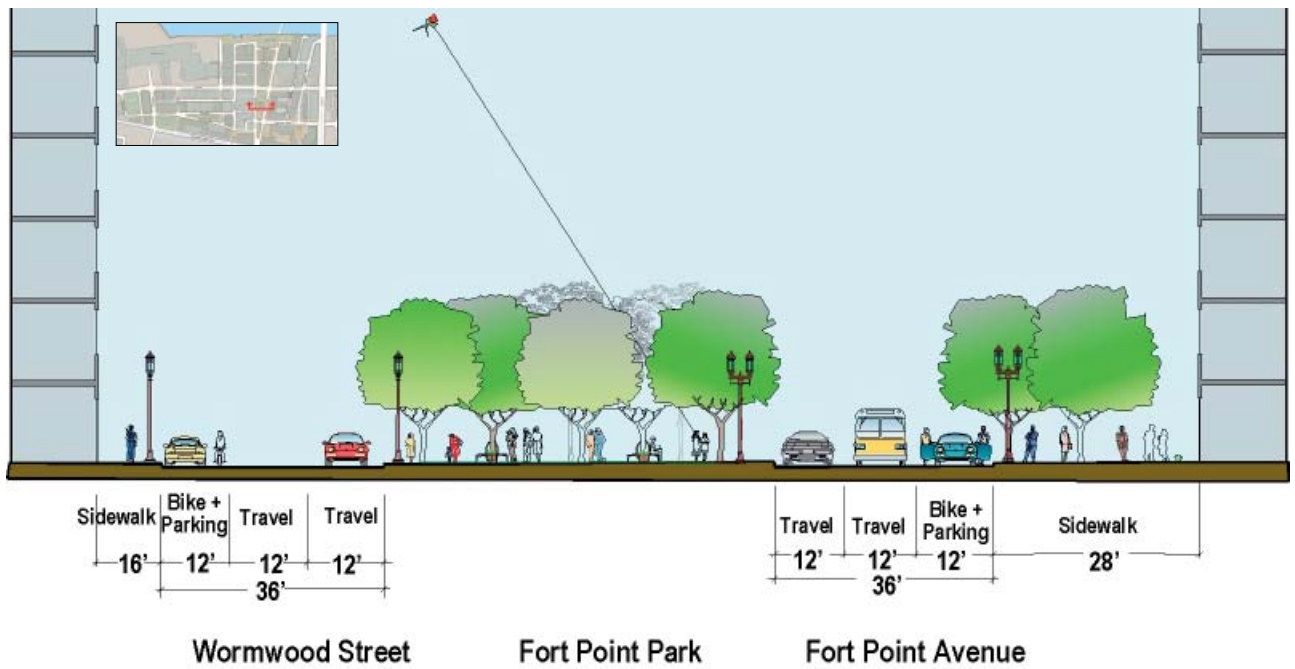 Sidewalk
Bike +
Parking
Travel
Travel
16' 12' 12' 12'
36'
Travel
Travel
Bike +
Parking
Sidewalk
12' 12' 12' 28'
36'
Wormwood Street
Fort Point Park
Fort Point Avenue